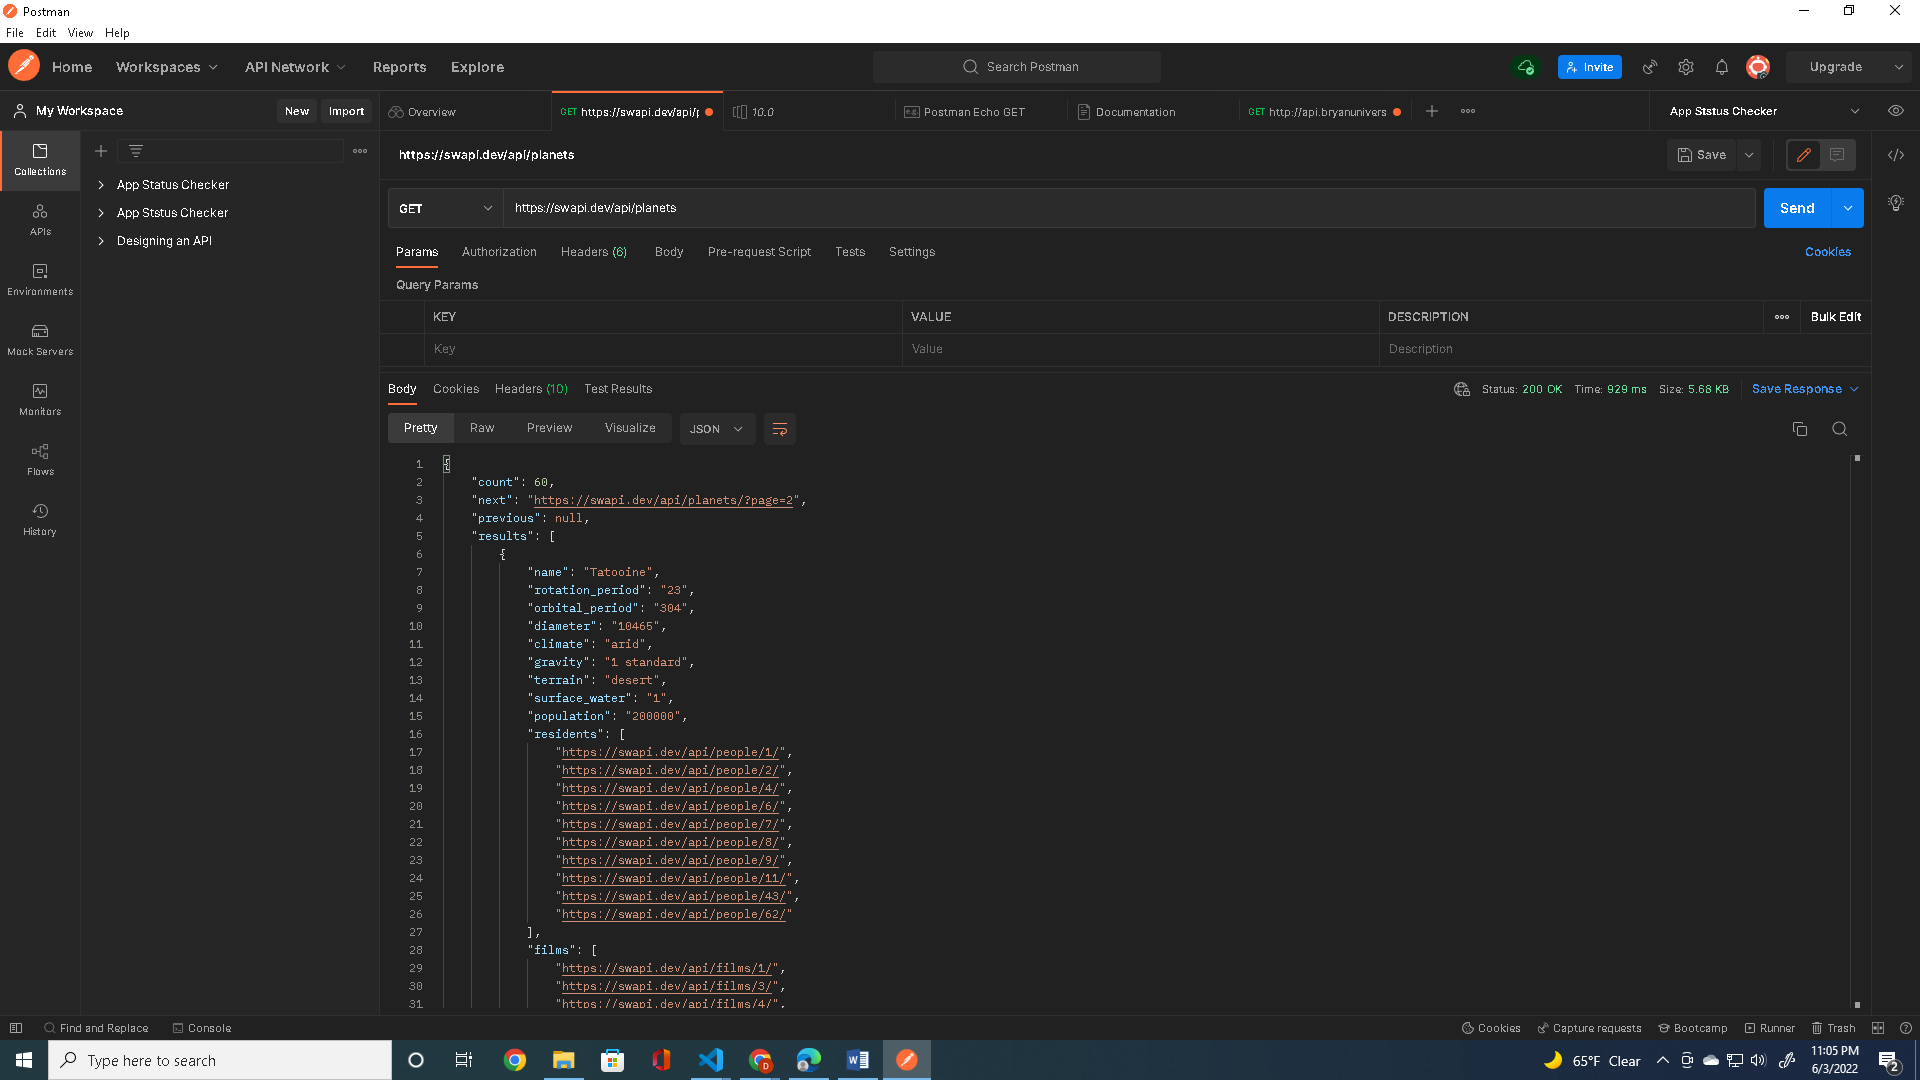 Postman
File Edit View Help
Home Workspaces API Network Reports Explore Search Postman Invite Upgrade
My Workspace New Import Overview GET https://swapi.dev/api/p 10.0 Postman Echo GET Documentation GET http://api.bryanunivers App Ststus Checker
Collections
APIs
Environments
Mock Servers
Monitors
Flows
History
App Status Checker
App Ststus Checker
Designing an API
https://swapi.dev/api/planets Save
GET https://swapi.dev/api/planets Send
Params Authorization Headers (6) Body Pre-request Script Tests Settings Cookies
Query Params
KEY VALUE DESCRIPTION Bulk Edit
Key Value Description
Body Cookies Headers (10) Test Results Status: 200 OK Time: 929 ms Size: 5.68 KB Save Response
Pretty Raw Preview Visualize JSON
1 {
2 "count": 60,
3 "next": "https://swapi.dev/api/planets/?page=2",
4 "previous": null,
5 "results": [
6 {
7 "name": "Tatooine",
8 "rotation_period": "23",
9 "orbital_period": "304",
10 "diameter": "10465",
11 "climate": "arid",
12 "gravity": "1 standard",
13 "terrain": "desert",
14 "surface_water": "1",
15 "population": "200000",
16 "residents": [
17 "https://swapi.dev/api/people/1/",
18 "https://swapi.dev/api/people/2/",
19 "https://swapi.dev/api/people/4/",
20 "https://swapi.dev/api/people/6/",
21 "https://swapi.dev/api/people/7/",
22 "https://swapi.dev/api/people/8/",
23 "https://swapi.dev/api/people/9/",
24 "https://swapi.dev/api/people/11/",
25 "https://swapi.dev/api/people/43/",
26 "https://swapi.dev/api/people/62/"
27 ],
28 "films": [
29 "https://swapi.dev/api/films/1/",
30 "https://swapi.dev/api/films/3/",
31 "https://swapi.dev/api/films/4/",
Find and Replace Console Cookies Capture requests Bootcamp Runner Trash
Type here to search 65°F Clear 11:05 PM
6/3/2022 2